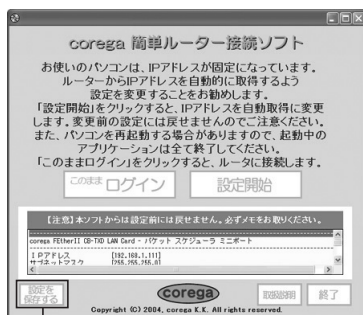 corega 簡単ルーター接続ソフト
お使いのパソコンは、IPアドレスが固定になっています。
ルーターからIPアドレスを自動的に取得するよう
設定を変更することをお勧めします。
「設定開始」をクリックすると、IPアドレスを自動取得に変更
します。変更前の設定には戻せませんのでご注意ください。
また、パソコンを再起動する場合がありますので、起動中の
アプリケーションは全て終了してください。
「このままログイン」をクリックすると、ルータに接続します。
このまま ログイン 設定開始
【注意】本ソフトからは設定前には戻せません。必ずメモをお取りください。
corega FEtherII CB-TXD LAN Card - パケット スケジューラ ミニポート
IPアドレス [192.168.1.111]
サブネットマスク [255.255.255.0]
設定を
保存する
corega
取扱説明 終了
Copyright (C) 2004, corega K.K. All rights reserved.